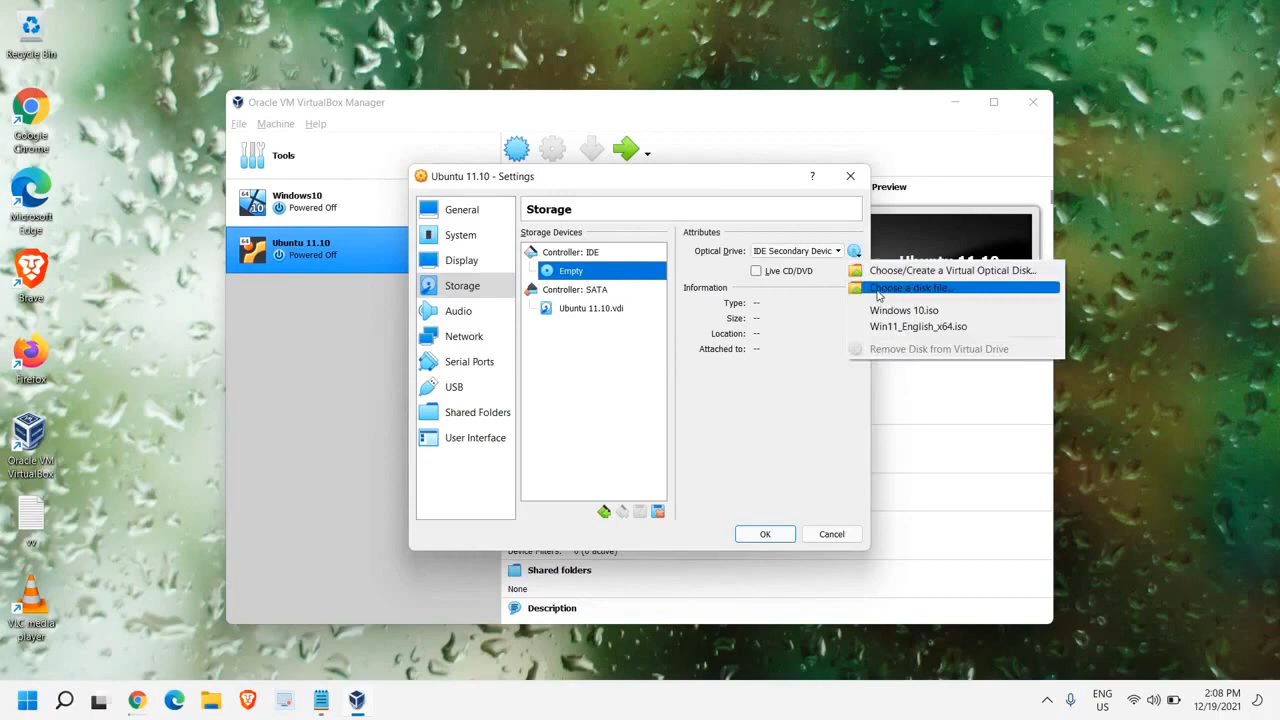 Recycle Bin
Google
Chrome
Microsoft
Edge
Brave
Firefox
Oracle VM
VirtualBox
vv
VLC media
player
Oracle VM VirtualBox Manager
File Machine Help
Tools
64
10
Windows10
Powered Off
64
Ubuntu 11.10
Powered Off
Preview
Ubuntu 11.10 - Settings
?
General
System
Display
Storage
Audio
Network
Serial Ports
USB
Shared Folders
User Interface
Storage
Storage Devices
Controller: IDE
Empty
Controller: SATA
Ubuntu 11.10.vdi
Attributes
Optical Drive: IDE Secondary Devic
Live CD/DVD
Information
Type: --
Size: --
Location: --
Attached to: --
Choose/Create a Virtual Optical Disk...
Choose a disk file...
Windows 10.iso
Win11_English_x64.iso
Remove Disk from Virtual Drive
OK Cancel
Device Filters: 0 (0 active)
Shared folders
None
Description
ENG
US
2:08 PM
12/19/2021